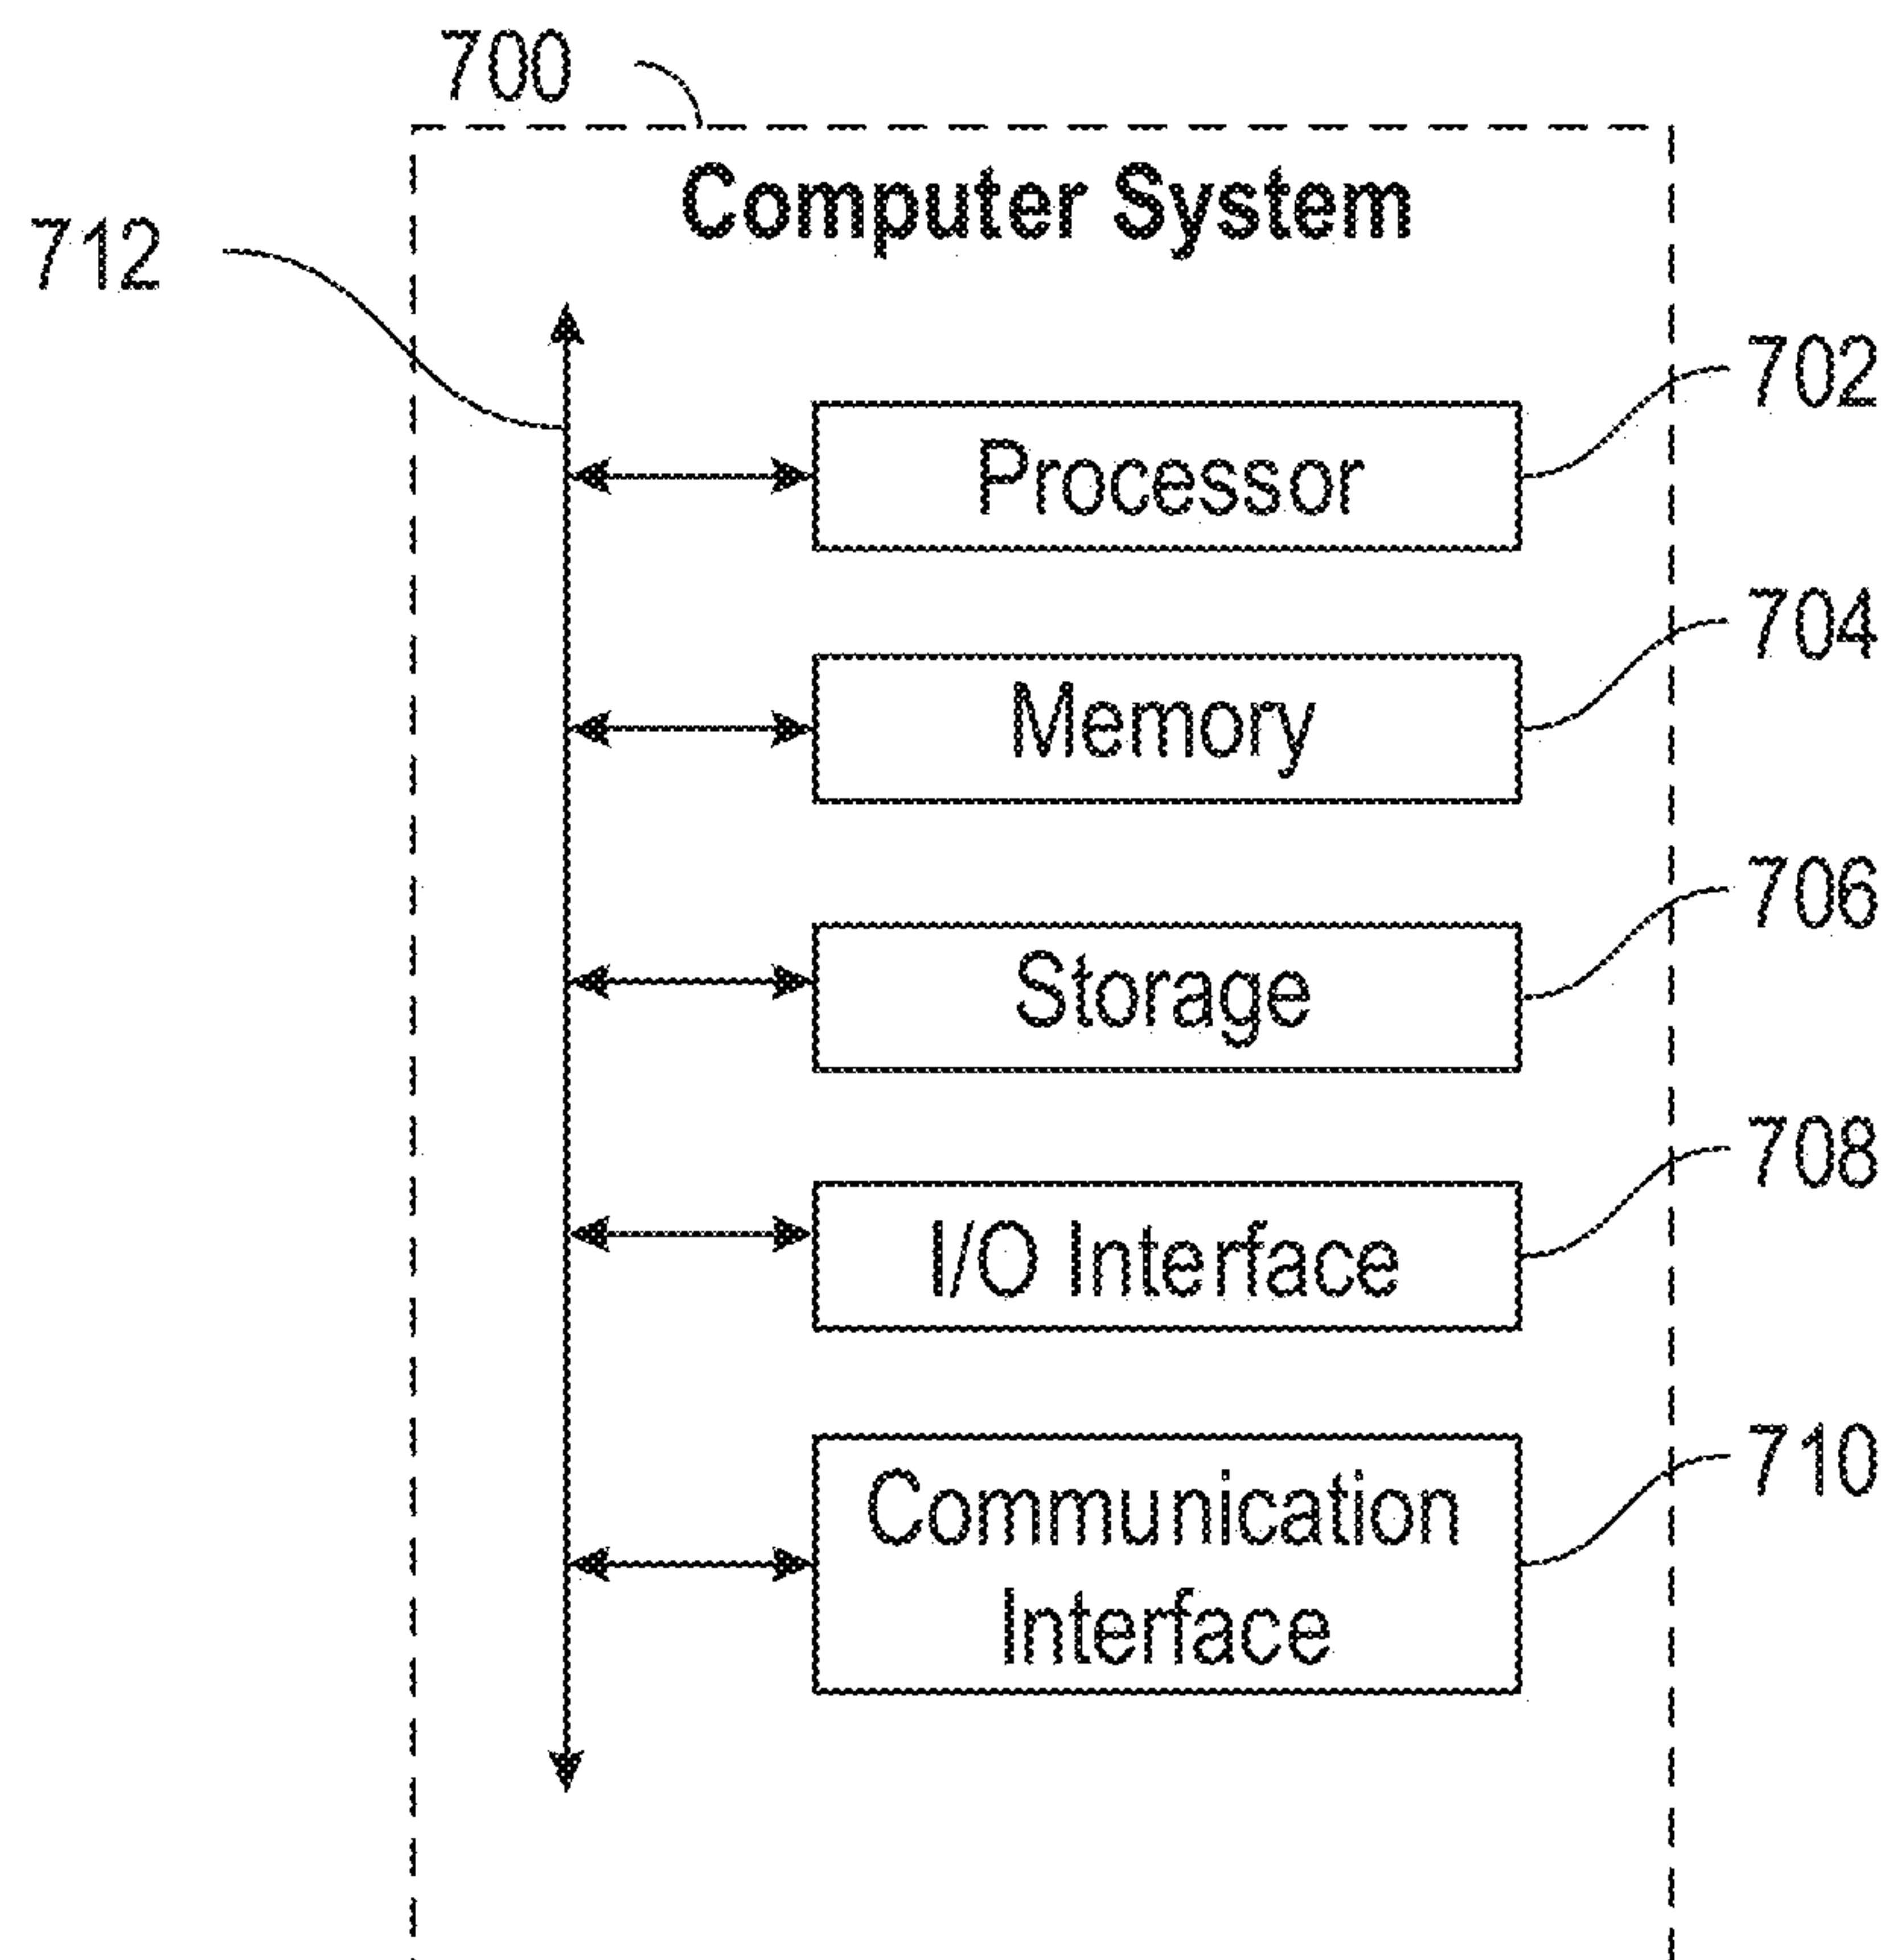 700
Computer System
712
702
Processor
704
Memory
706
Storage
708
I/O Interface
710
Communication
Interface